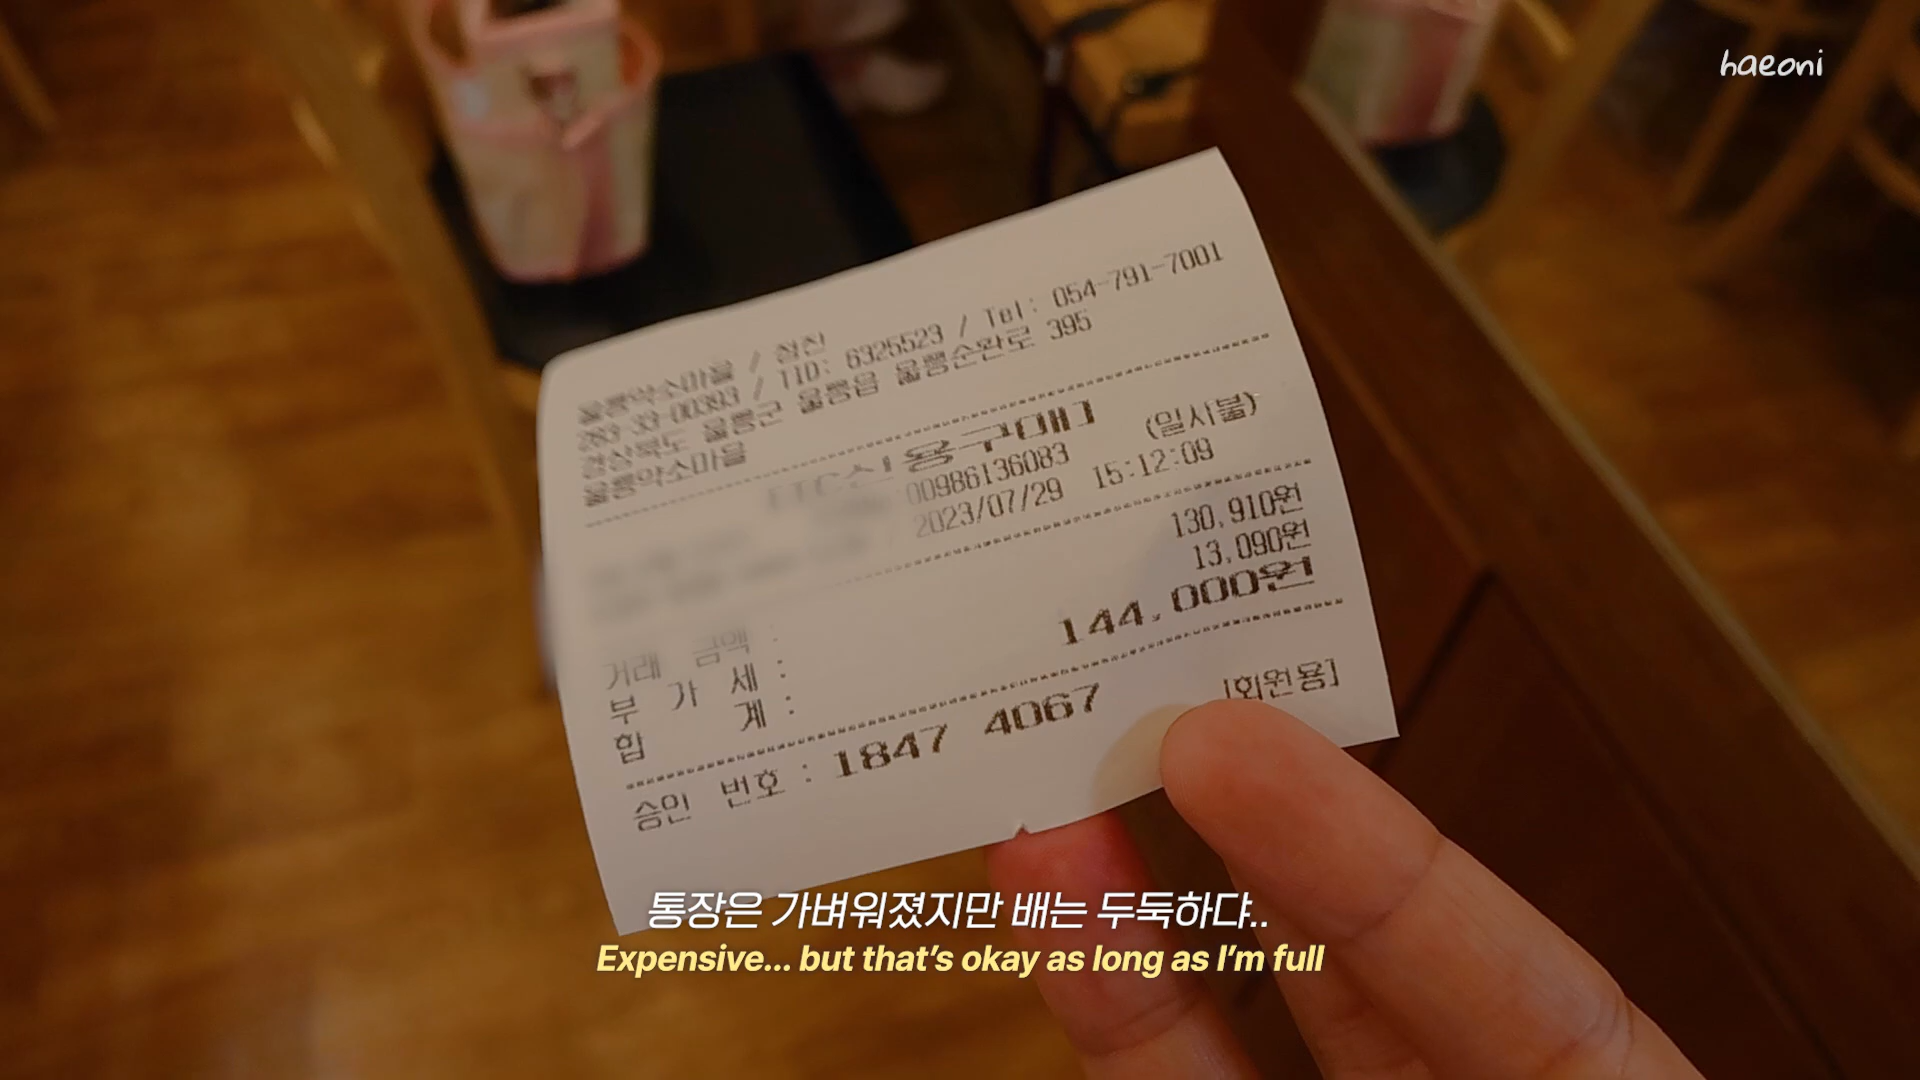 haeoni
울릉약소마을 / 정진
283-33-00393 / TID: 6325523 / Tel: 054-791-7001
경상북도 울릉군 울릉읍 울릉순환로 395
울릉약소마을
[IC신용구매]
00986136083 (일시불)
2023/07/29 15:12:09
거래 금액 : 130,910원
부 가 세 : 13,090원
합 계 : 144,000원
승인 번호 : 1847 4067 [회원용]
통장은 가벼워졌지만 배는 두둑하댜..
Expensive... but that's okay as long as I'm full